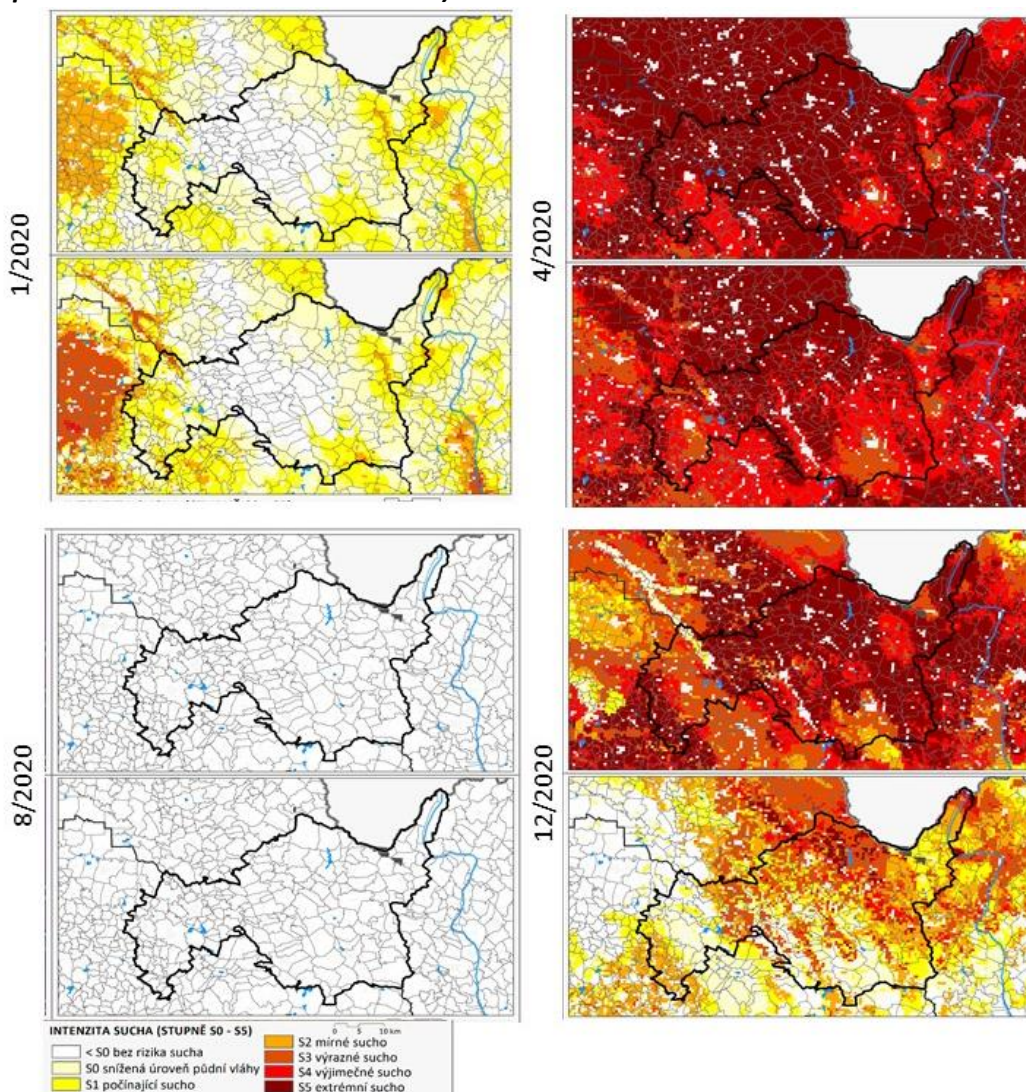 1/2020
4/2020
8/2020
12/2020
INTENZITA SUCHA (STUPNĚ S0 - S5)
0 5 10 km
< S0 bez rizika sucha
S0 snížená úroveň půdní vláhy
S1 počínající sucho
S2 mírné sucho
S3 výrazné sucho
S4 výjimečné sucho
S5 extrémní sucho